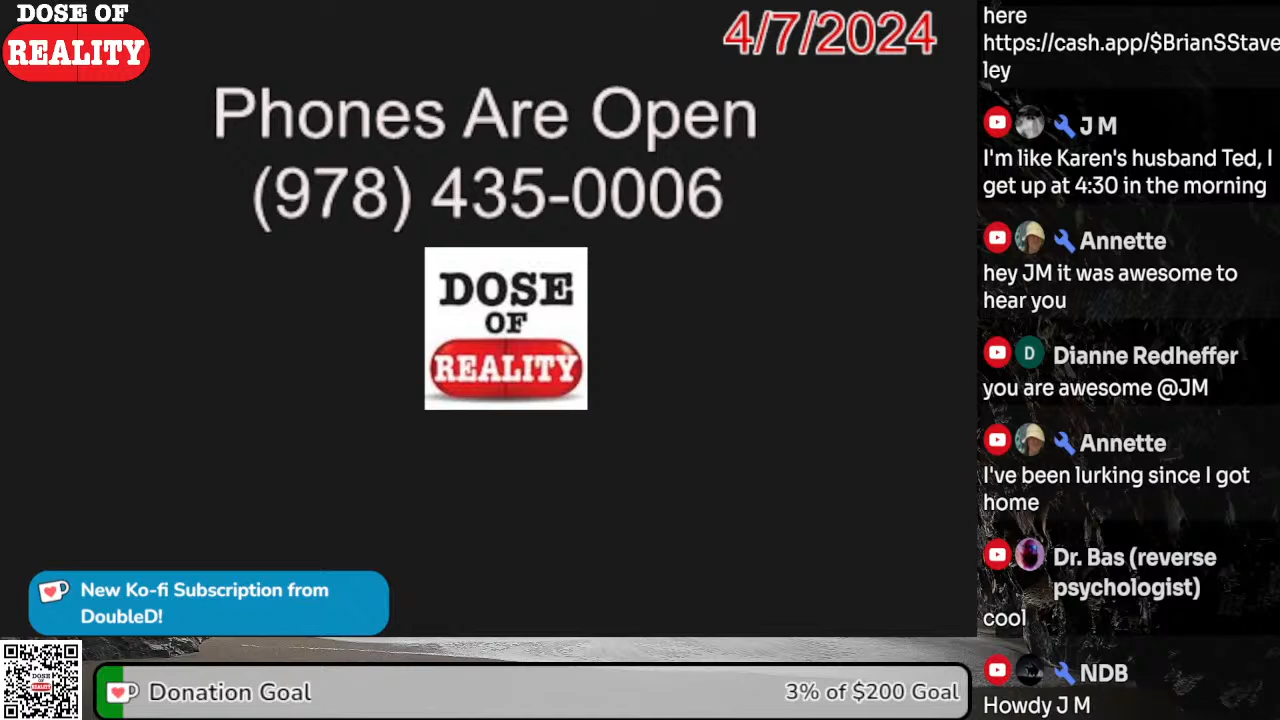 DOSE OF
REALITY
4/7/2024
Phones Are Open
(978) 435-0006
DOSE
OF
REALITY
New Ko-fi Subscription from
DoubleD!
DOSE
OF
REALITY
Donation Goal
3% of $200 Goal
here
https://cash.app/$BrianSStave
ley
J M
I'm like Karen's husband Ted, I
get up at 4:30 in the morning
Annette
hey JM it was awesome to
hear you
D
Dianne Redheffer
you are awesome @JM
Annette
I've been lurking since I got
home
Dr. Bas (reverse
psychologist)
cool
NDB
Howdy J M